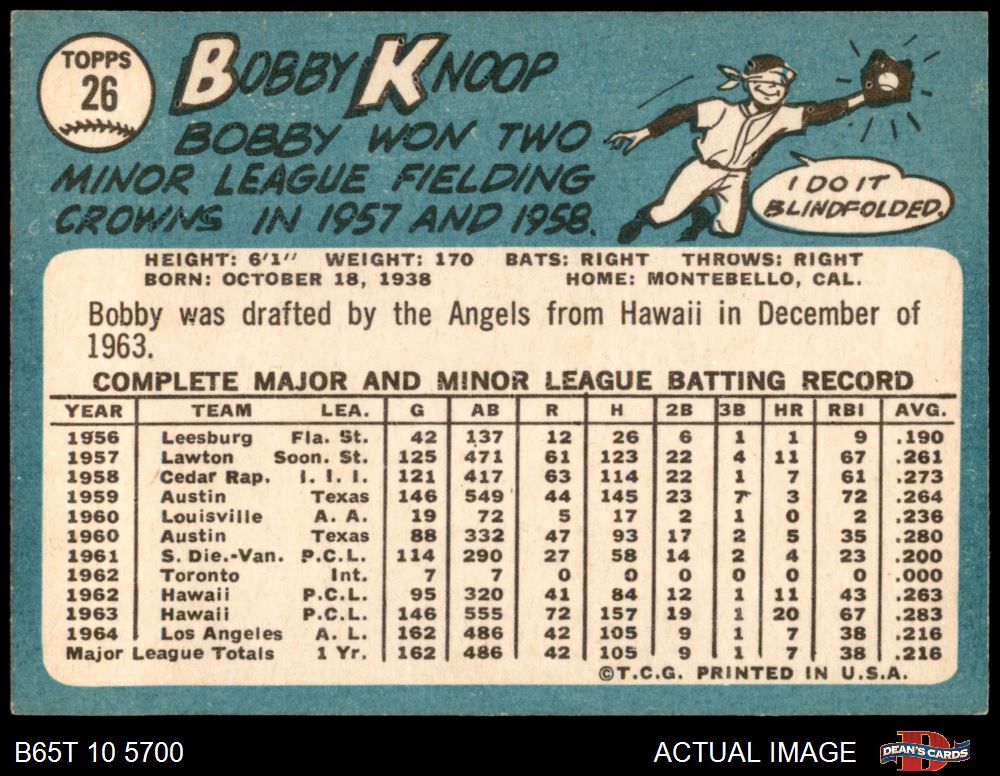 TOPPS
26
BOBBY KNOOP
BOBBY WON TWO
MINOR LEAGUE FIELDING
CROWNS IN 1957 AND 1958.
I DO IT
BLINDFOLDED.
HEIGHT: 6'1" WEIGHT: 170 BATS: RIGHT THROWS: RIGHT
BORN: OCTOBER 18, 1938 HOME: MONTEBELLO, CAL.
Bobby was drafted by the Angels from Hawaii in December of
1963.
COMPLETE MAJOR AND MINOR LEAGUE BATTING RECORD
YEAR TEAM LEA. G AB R H 2B 3B HR RBI AVG.
1956 Leesburg Fla. St. 42 137 12 26 6 1 1 9 .190
1957 Lawton Soon. St. 125 471 61 123 22 4 11 67 .261
1958 Cedar Rap. I. I. I. 121 417 63 114 22 1 7 61 .273
1959 Austin Texas 146 549 44 145 23 7 3 72 .264
1960 Louisville A. A. 19 72 5 17 2 1 0 2 .236
1960 Austin Texas 88 332 47 93 17 2 5 35 .280
1961 S. Die.-Van. P.C.L. 114 290 27 58 14 2 4 23 .200
1962 Toronto Int. 7 7 0 0 0 0 0 0 .000
1962 Hawaii P.C.L. 95 320 41 84 12 1 11 43 .263
1963 Hawaii P.C.L. 146 555 72 157 19 1 20 67 .283
1964 Los Angeles A. L. 162 486 42 105 9 1 7 38 .216
Major League Totals 1 Yr. 162 486 42 105 9 1 7 38 .216
©T.C.G. PRINTED IN U.S.A.
B65T 10 5700 ACTUAL IMAGE D DEAN'S CARDS